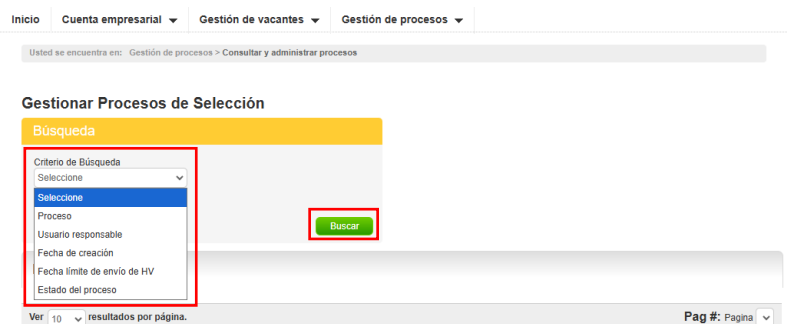 Inicio Cuenta empresarial Gestión de vacantes Gestión de procesos
Usted se encuentra en: Gestión de procesos > Consultar y administrar procesos
Gestionar Procesos de Selección
Búsqueda
Criterio de Búsqueda
Seleccione
Seleccione
Proceso
Usuario responsable
Buscar
Fecha de creación
Fecha límite de envío de HV
Estado del proceso
Ver 10 resultados por página. Pag #: Pagina